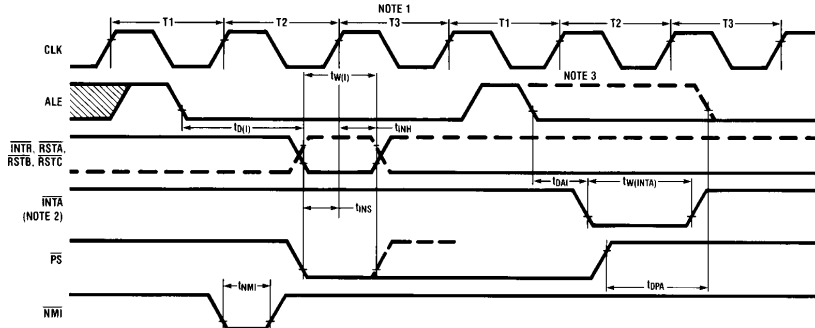 NOTE 1
T1 T2 T3 T1 T2 T3
CLK
tW(I)
NOTE 3
ALE
tD(I) tINH
INTR, RSTA,
RSTB, RSTC
tDAI tW(INTA)
INTA
(NOTE 2)
tINS
PS
tNMI tDPA
NMI